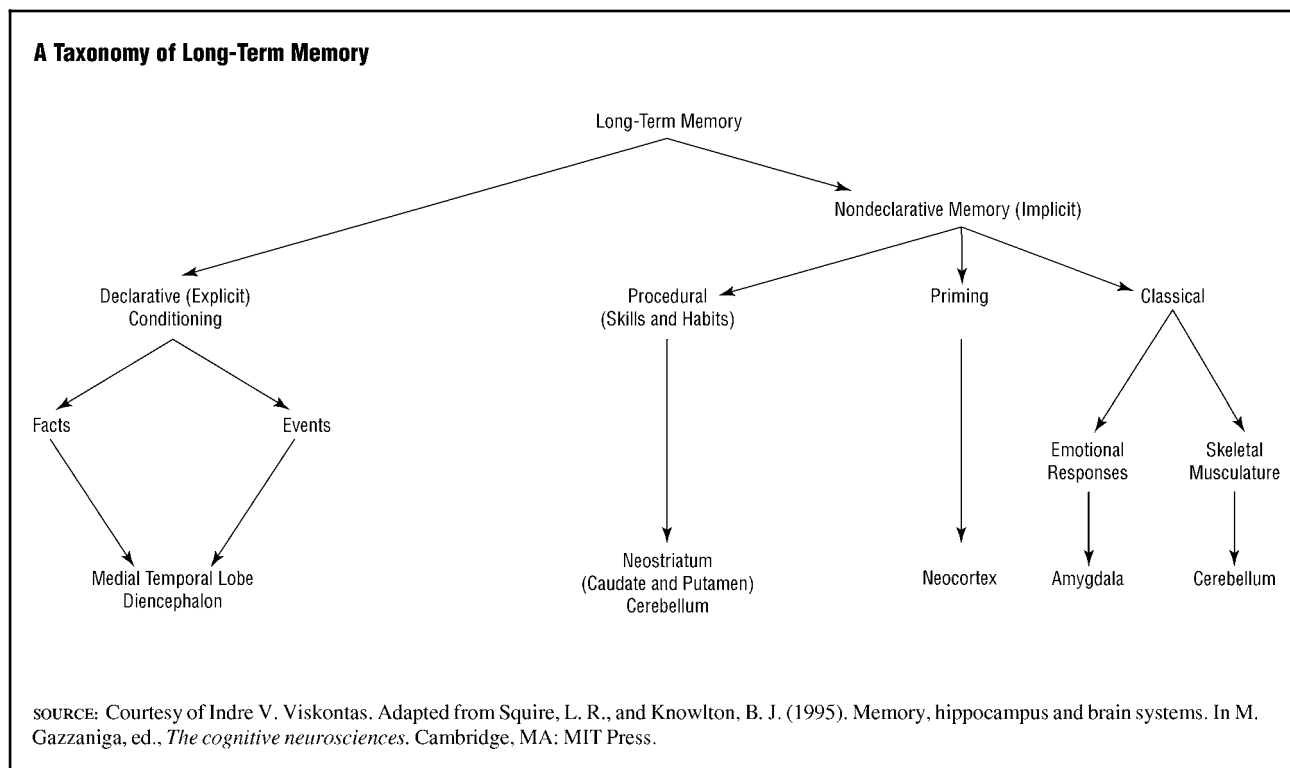 A Taxonomy of Long-Term Memory
Long-Term Memory
Nondeclarative Memory (Implicit)
Declarative (Explicit)
Conditioning
Procedural
(Skills and Habits)
Priming
Classical
Facts
Events
Emotional
Responses
Skeletal
Musculature
Medial Temporal Lobe
Diencephalon
Neostriatum
(Caudate and Putamen)
Cerebellum
Neocortex
Amygdala
Cerebellum
SOURCE: Courtesy of Indre V. Viskontas. Adapted from Squire, L. R., and Knowlton, B. J. (1995). Memory, hippocampus and brain systems. In M.
Gazzaniga, ed., The cognitive neurosciences. Cambridge, MA: MIT Press.